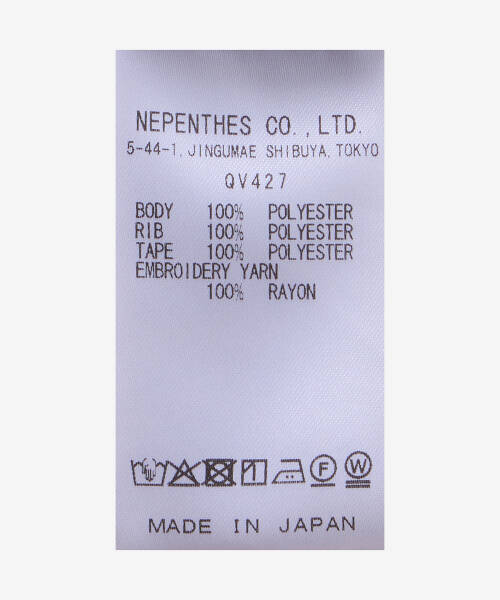 NEPENTHES CO.,LTD.
5-44-1, JINGUMAE SHIBUYA, TOKYO
QV427
BODY 100% POLYESTER
RIB 100% POLYESTER
TAPE 100% POLYESTER
EMBROIDERY YARN
100% RAYON
F W
MADE IN JAPAN